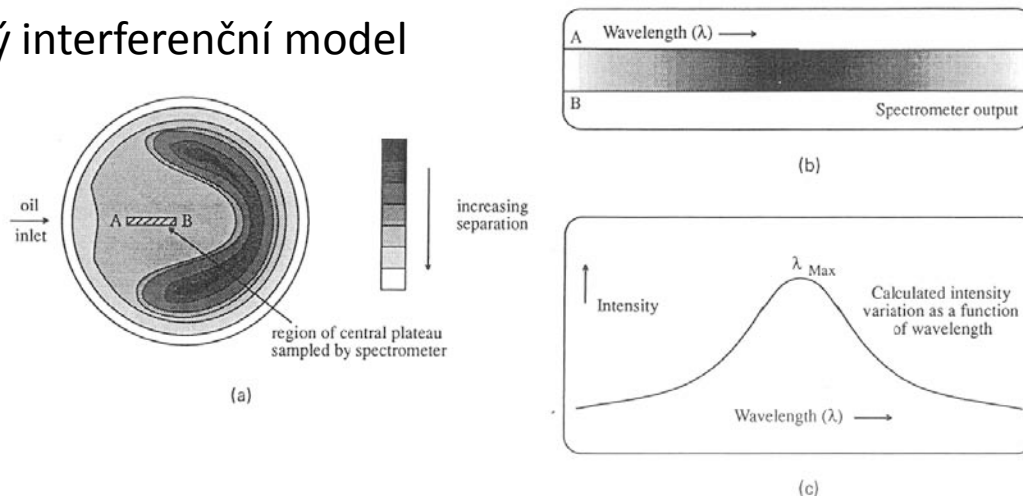 ý interferenční model
oil
inlet
A
B
increasing
separation
region of central plateau
sampled by spectrometer
(a)
A
Wavelength (λ)
B
Spectrometer output
(b)
λ Max
Intensity
Calculated intensity
variation as a function
of wavelength
Wavelength (λ)
(c)